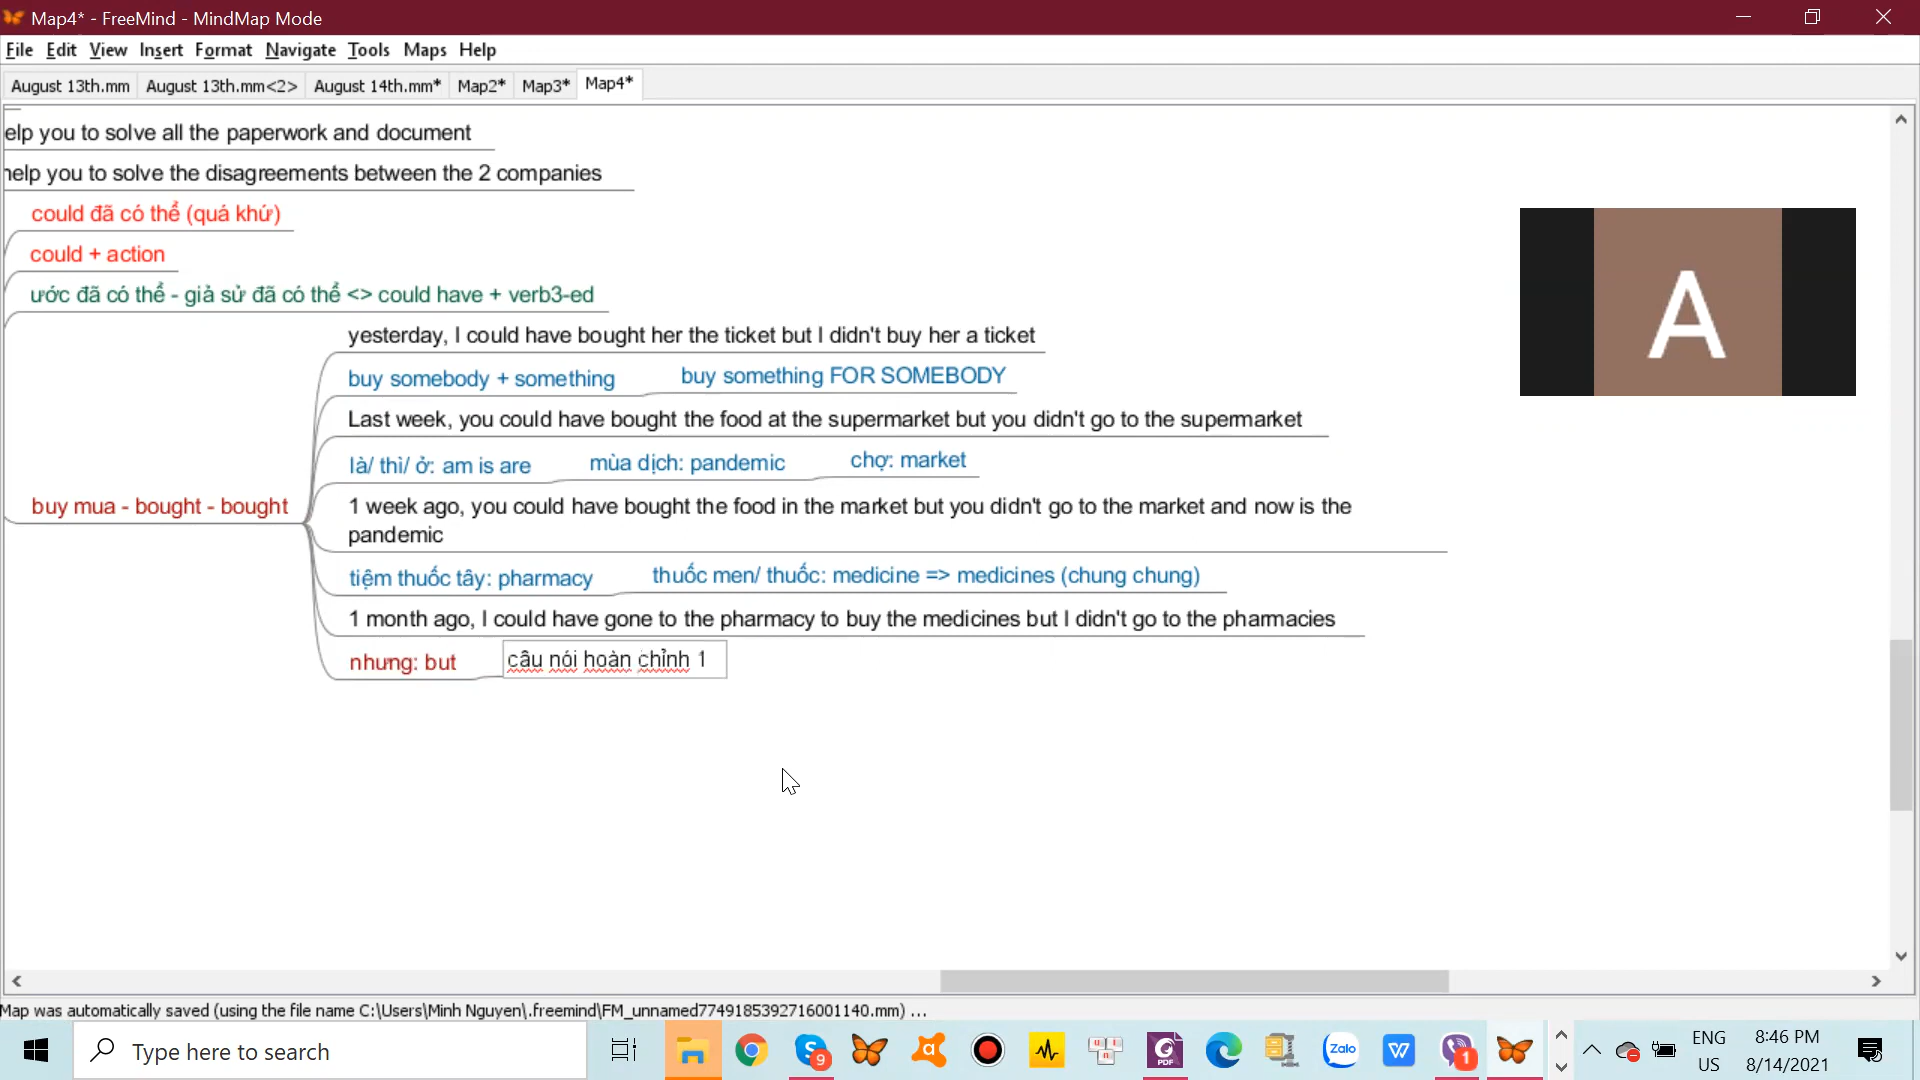 Map4* - FreeMind - MindMap Mode
File Edit View Insert Format Navigate Tools Maps Help
August 13th.mm August 13th.mm<2> August 14th.mm* Map2* Map3* Map4*
elp you to solve all the paperwork and document
help you to solve the disagreements between the 2 companies
could đã có thể (quá khứ)
could + action
ước đã có thể - giả sử đã có thể <> could have + verb3-ed
yesterday, I could have bought her the ticket but I didn't buy her a ticket
buy somebody + something buy something FOR SOMEBODY
Last week, you could have bought the food at the supermarket but you didn't go to the supermarket
là/ thì/ ở: am is are mùa dịch: pandemic chợ: market
buy mua - bought - bought
1 week ago, you could have bought the food in the market but you didn't go to the market and now is the
pandemic
tiệm thuốc tây: pharmacy thuốc men/ thuốc: medicine => medicines (chung chung)
1 month ago, I could have gone to the pharmacy to buy the medicines but I didn't go to the pharmacies
nhưng: but câu nói hoàn chỉnh 1
A
Map was automatically saved (using the file name C:\Users\Minh Nguyen\.freemind\FM_unnamed7749185392716001140.mm) ...
Type here to search
9
Zalo
1
ENG
US
8:46 PM
8/14/2021